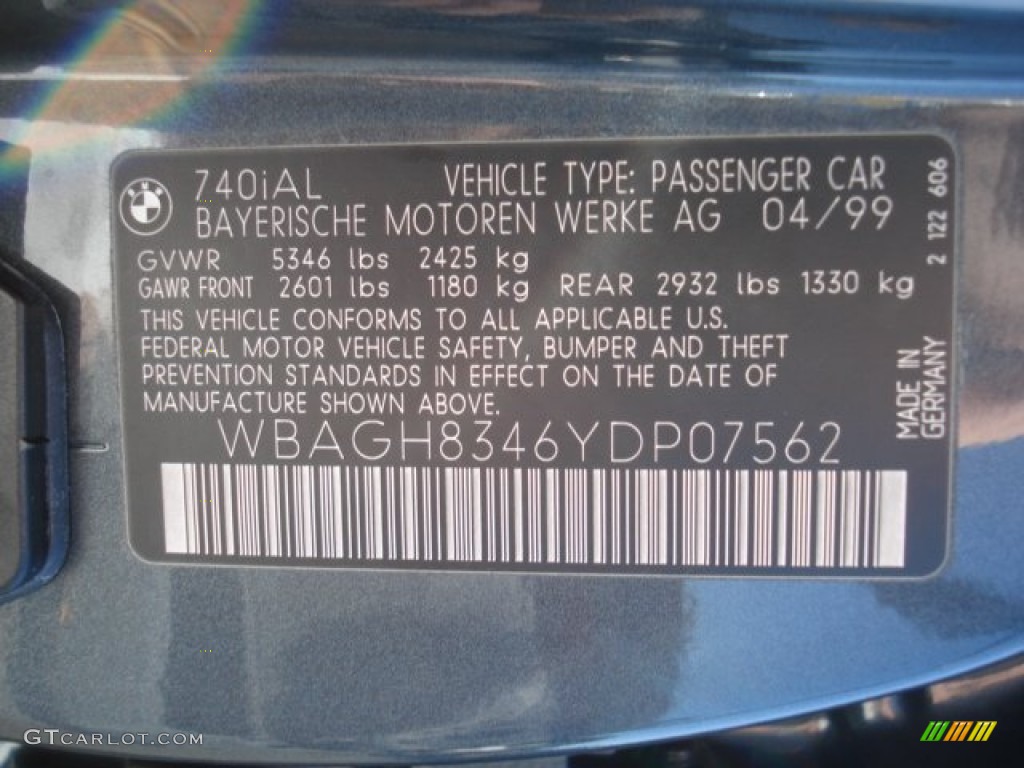 740iAL VEHICLE TYPE: PASSENGER CAR
BAYERISCHE MOTOREN WERKE AG 04/99
GVWR 5346 lbs 2425 kg
GAWR FRONT 2601 lbs 1180 kg REAR 2932 lbs 1330 kg
THIS VEHICLE CONFORMS TO ALL APPLICABLE U.S.
FEDERAL MOTOR VEHICLE SAFETY, BUMPER AND THEFT
PREVENTION STANDARDS IN EFFECT ON THE DATE OF
MANUFACTURE SHOWN ABOVE.
WBAGH8346YDP07562
MADE IN
GERMANY
2 122 606
GTCARLOT.COM